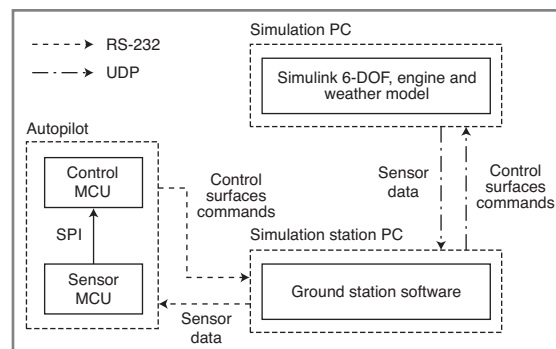 RS-232
UDP
Simulation PC
Simulink 6-DOF, engine and
weather model
Autopilot
Control
MCU
SPI
Sensor
MCU
Control
surfaces
commands
Sensor
data
Control
surfaces
commands
Simulation station PC
Ground station software
Sensor
data